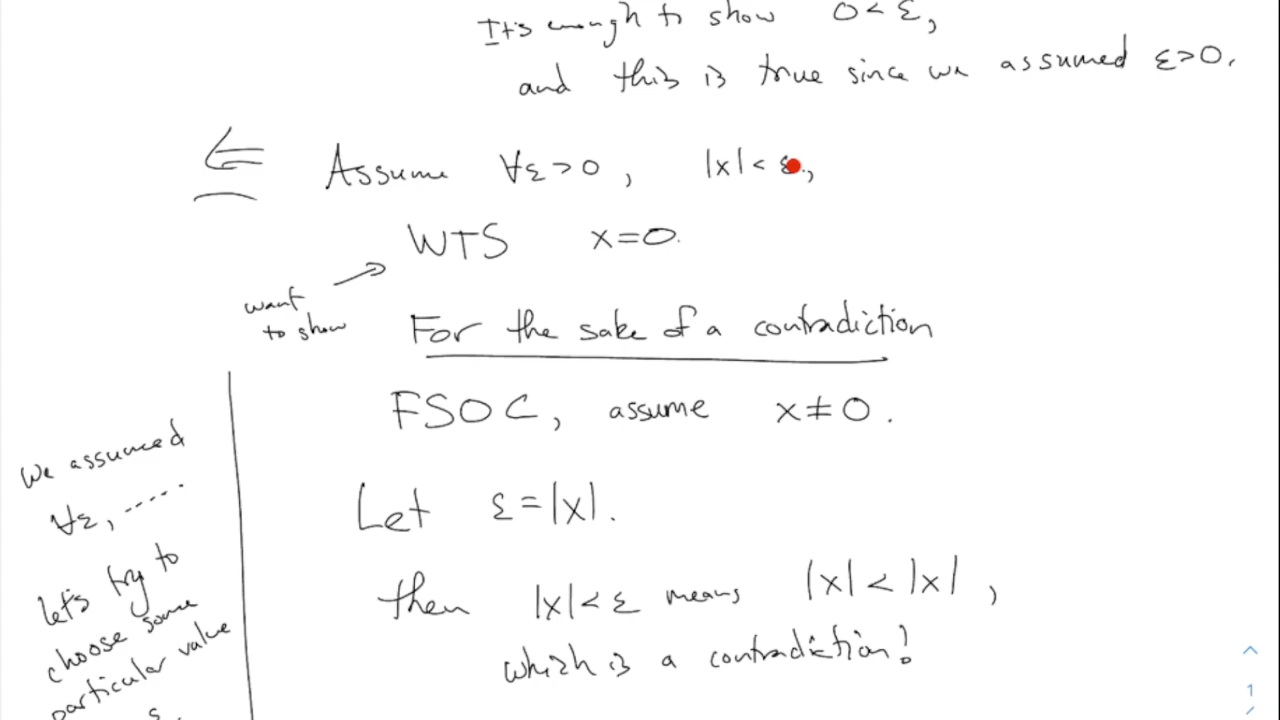 It's enough to show 0 < ε,
and this is true since we assumed ε>0.
⇐ Assume ∀ε>0, |x|<ε,
WTS x=0.
want
to show
For the sake of a contradiction
FSOC, assume x≠0.
Let ε=|x|.
then |x|<ε means |x|<|x|,
which is a contradiction!
We assumed
∀ε, -----
let's try to
choose some
particular value
ε.
1